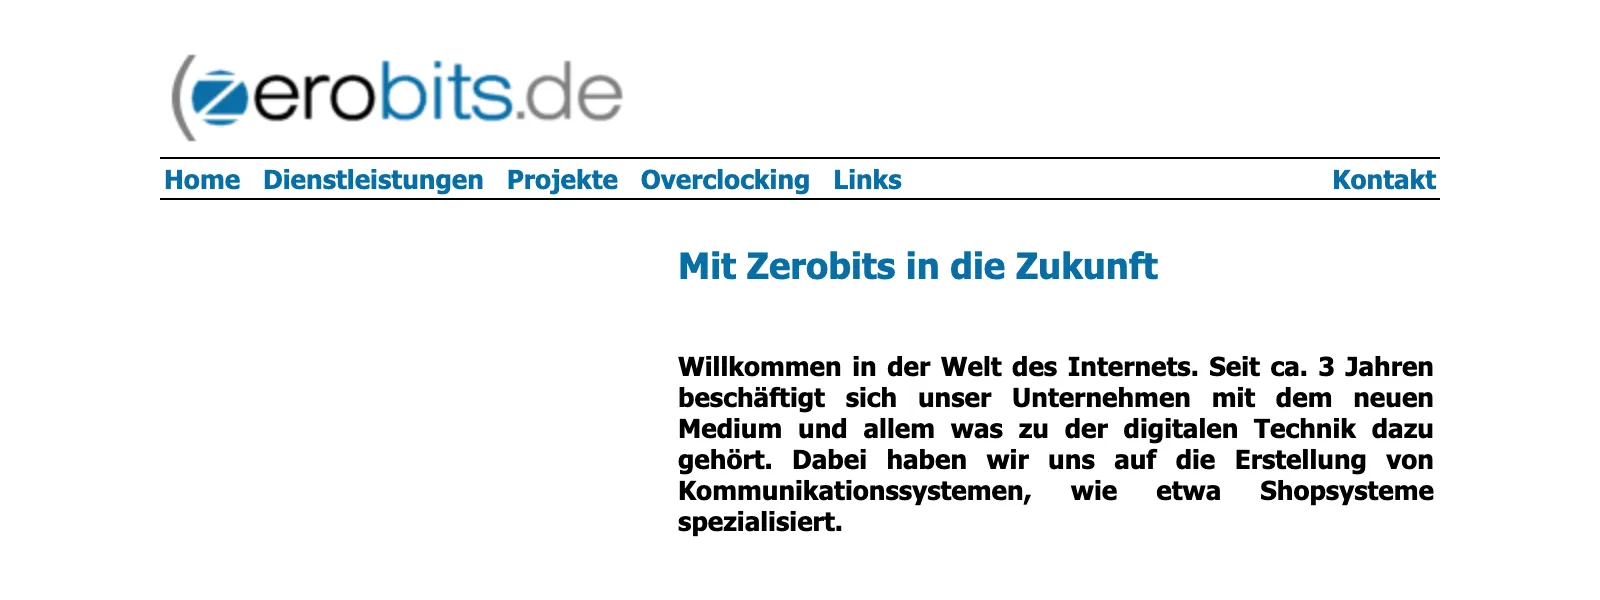 (zerobits.de
Home Dienstleistungen Projekte Overclocking Links Kontakt
Mit Zerobits in die Zukunft
Willkommen in der Welt des Internets. Seit ca. 3 Jahren
beschäftigt sich unser Unternehmen mit dem neuen
Medium und allem was zu der digitalen Technik dazu
gehört. Dabei haben wir uns auf die Erstellung von
Kommunikationssystemen, wie etwa Shopsysteme
spezialisiert.